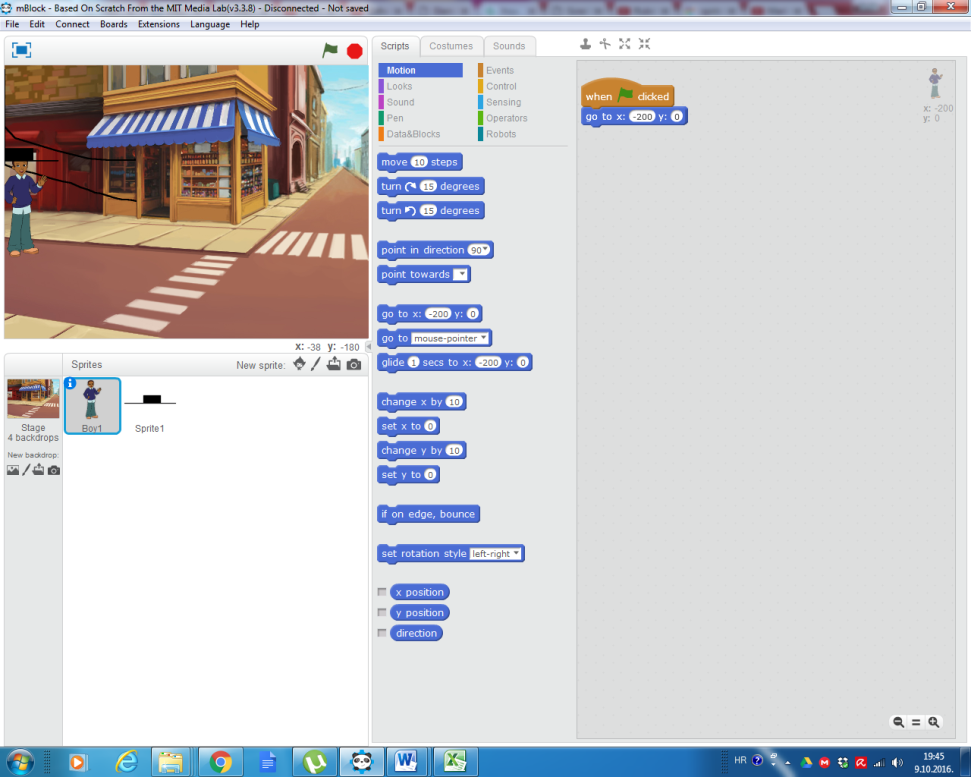 mBlock - Based On Scratch From the MIT Media Lab(v3.3.8) - Disconnected - Not saved
File Edit Connect Boards Extensions Language Help
Scripts Costumes Sounds
Motion Events
Looks Control
Sound Sensing
Pen Operators
Data&Blocks Robots
move 10 steps
turn 15 degrees
turn 15 degrees
point in direction 90
point towards
go to x: -200 y: 0
go to mouse-pointer
glide 1 secs to x: -200 y: 0
change x by 10
set x to 0
change y by 10
set y to 0
if on edge, bounce
set rotation style left-right
x position
y position
direction
when clicked
go to x: -200 y: 0
x: -200
y: 0
x: -38 y: -180
Sprites New sprite:
Stage
4 backdrops
New backdrop:
Boy1
Sprite1
HR
19:45
9.10.2016.